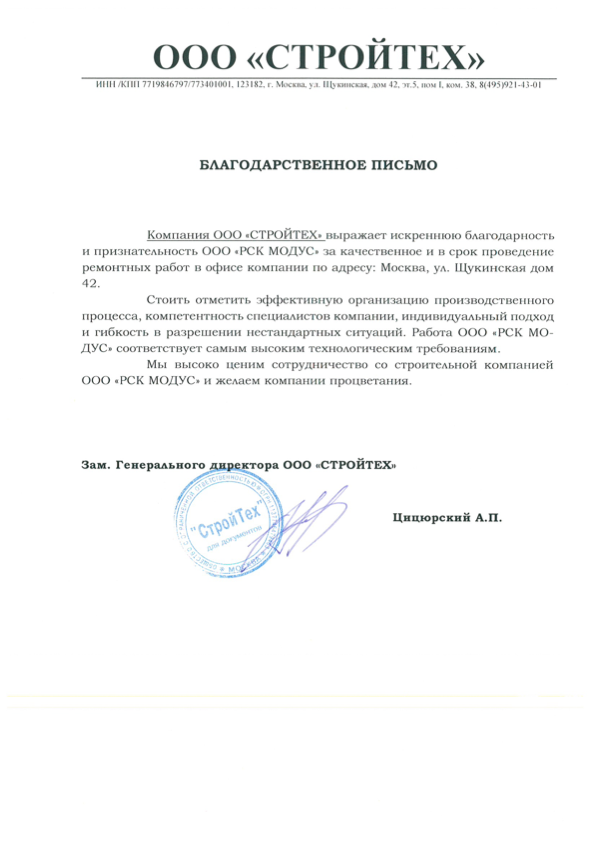 ООО «СТРОЙТЕХ»
ИНН /КПП 7719846797/773401001, 123182, г. Москва, ул. Щукинская, дом 42, эт.5, пом I, ком. 38, 8(495)921-43-01
БЛАГОДАРСТВЕННОЕ ПИСЬМО
Компания ООО «СТРОЙТЕХ» выражает искреннюю благодарность
и признательность ООО «РСК МОДУС» за качественное и в срок проведение
ремонтных работ в офисе компании по адресу: Москва, ул. Щукинская дом
42.
Стоить отметить эффективную организацию производственного
процесса, компетентность специалистов компании, индивидуальный подход
и гибкость в разрешении нестандартных ситуаций. Работа ООО «РСК МО-
ДУС» соответствует самым высоким технологическим требованиям.
Мы высоко ценим сотрудничество со строительной компанией
ООО «РСК МОДУС» и желаем компании процветания.
Зам. Генерального директора ООО «СТРОЙТЕХ»
"СтройТех"
для документов
МОСКВА
Цицюрский А.П.